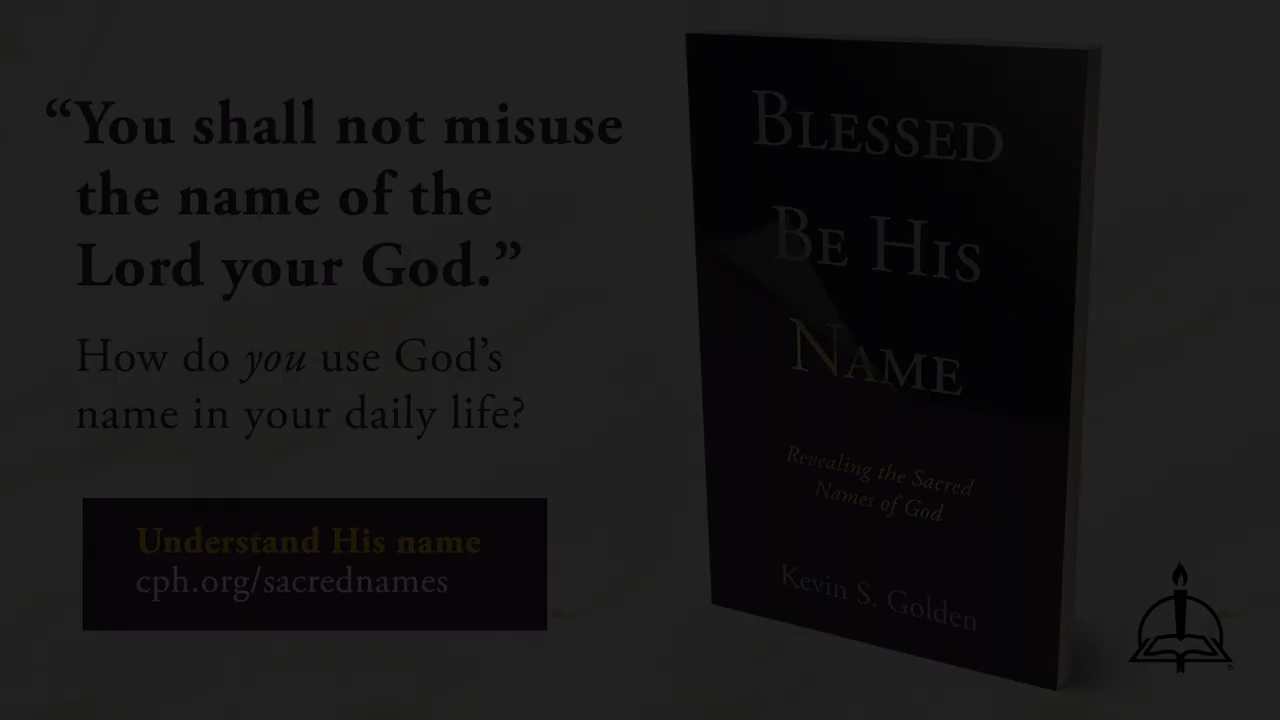 “You shall not misuse
the name of the
Lord your God.”
How do you use God’s
name in your daily life?
Understand His name
cph.org/sacrednames
BLESSED
BE HIS
NAME
Revealing the Sacred
Names of God
Kevin S. Golden
®